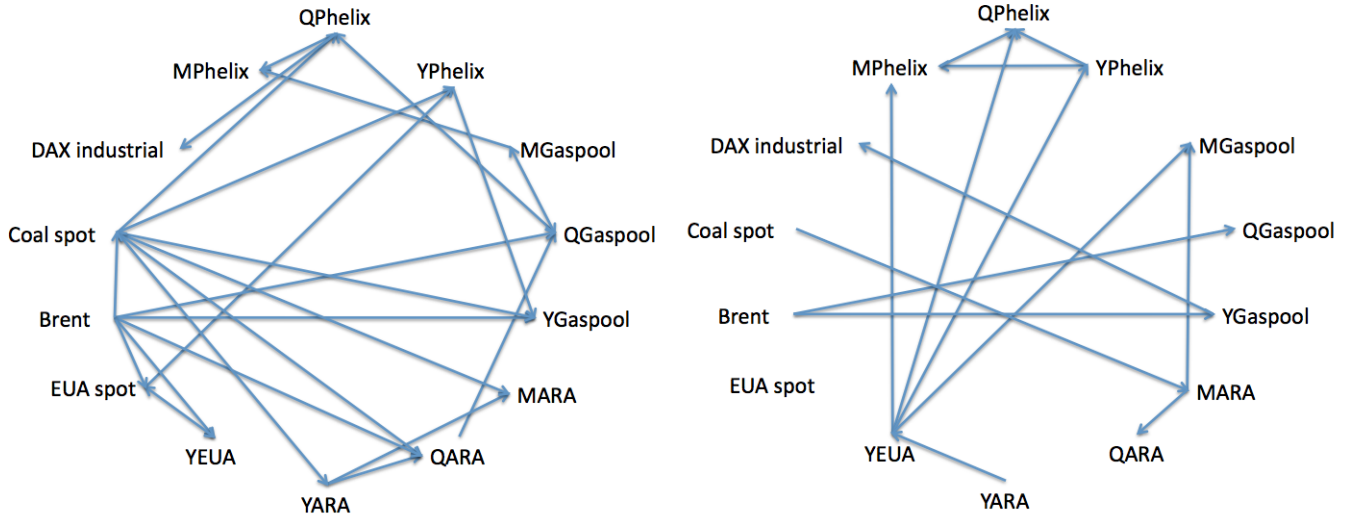 QPhelix
MPhelix
YPhelix
DAX industrial
MGaspool
Coal spot
QGaspool
Brent
YGaspool
EUA spot
MARA
YEUA
QARA
YARA
QPhelix
MPhelix
YPhelix
DAX industrial
MGaspool
Coal spot
QGaspool
Brent
YGaspool
EUA spot
MARA
YEUA
QARA
YARA